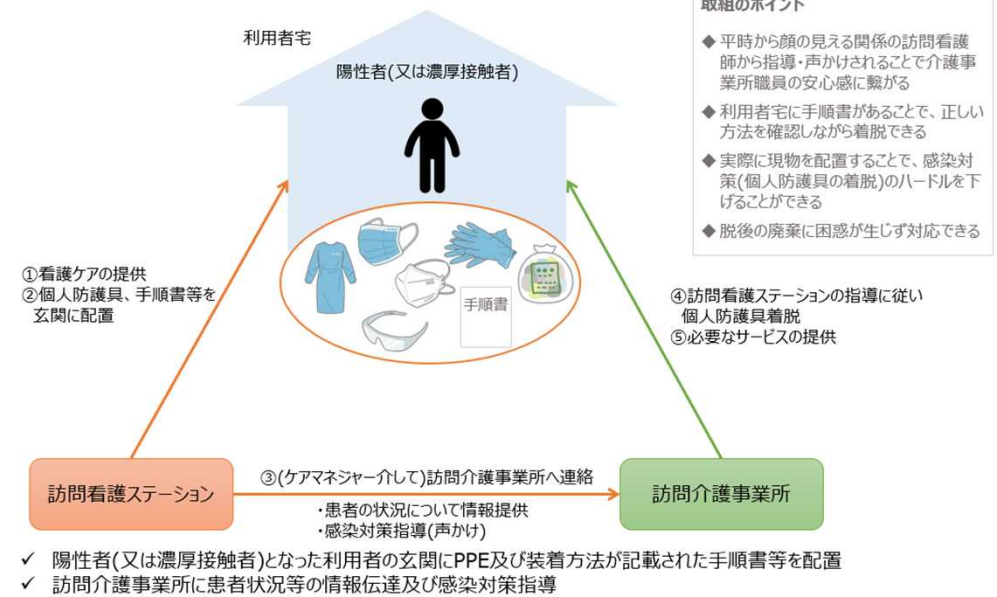 取組のポイント
◆ 平時から顔の見える関係の訪問看護
師から指導・声かけされることで介護事
業所職員の安心感に繋がる
◆ 利用者宅に手順書があることで、正しい
方法を確認しながら着脱できる
◆ 実際に現物を配置することで、感染対
策(個人防護具の着脱)のハードルを下
げることができる
◆ 脱後の廃棄に困惑が生じず対応できる
利用者宅
陽性者(又は濃厚接触者)
手順書
①看護ケアの提供
②個人防護具、手順書等を
玄関に配置
④訪問看護ステーションの指導に従い
個人防護具着脱
⑤必要なサービスの提供
訪問看護ステーション
③(ケアマネジャー介して)訪問介護事業所へ連絡
・患者の状況について情報提供
・感染対策指導(声かけ)
訪問介護事業所
✓ 陽性者(又は濃厚接触者)となった利用者の玄関にPPE及び装着方法が記載された手順書等を配置
✓ 訪問介護事業所に患者状況等の情報伝達及び感染対策指導